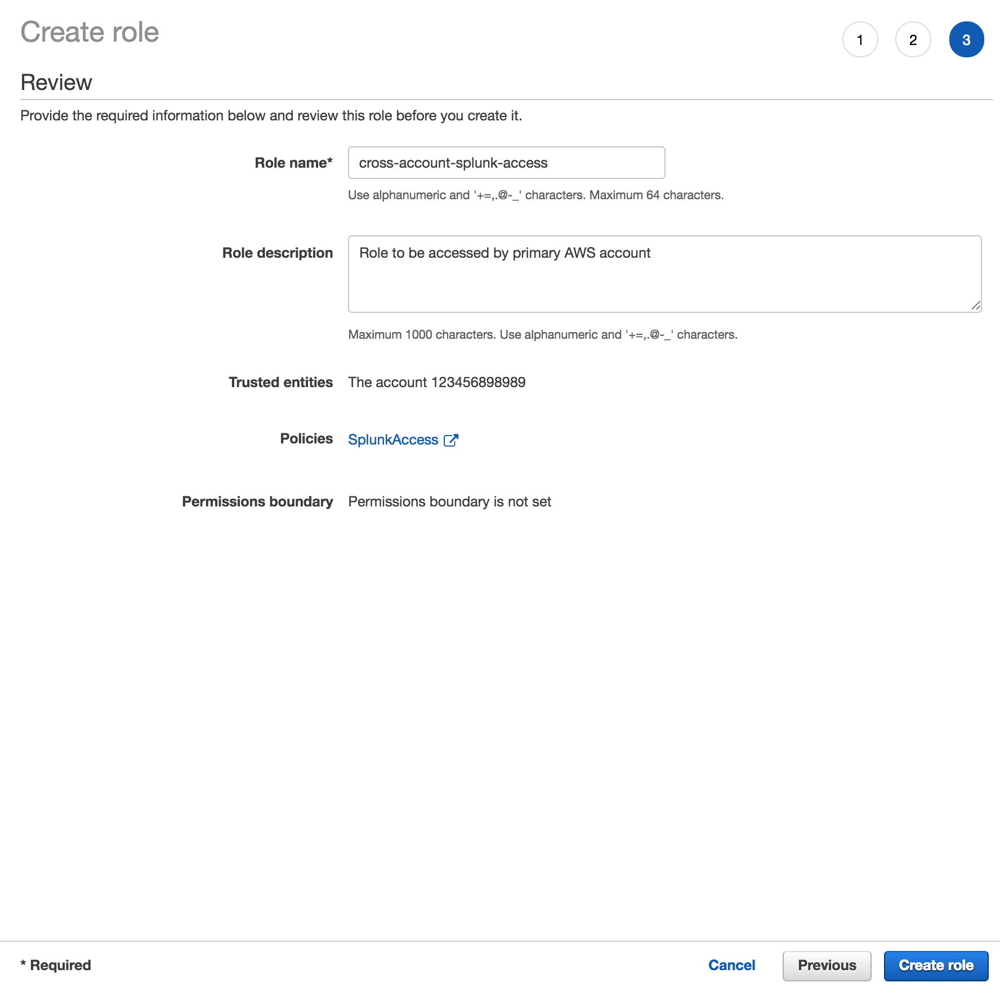 Create role
1 2 3
Review
Provide the required information below and review this role before you create it.
Role name* cross-account-splunk-access
Use alphanumeric and '+=,.@-_' characters. Maximum 64 characters.
Role description Role to be accessed by primary AWS account
Maximum 1000 characters. Use alphanumeric and '+=,.@-_' characters.
Trusted entities The account 123456898989
Policies SplunkAccess
Permissions boundary Permissions boundary is not set
* Required Cancel Previous Create role